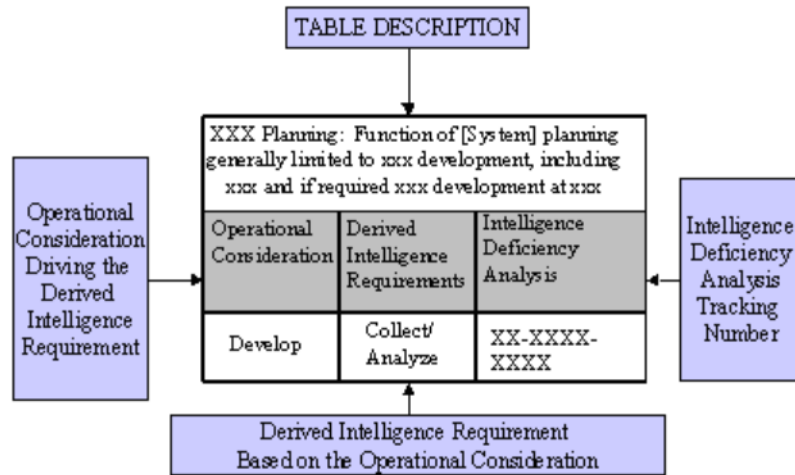 TABLE DESCRIPTION
XXX Planning: Function of [System] planning
generally limited to xxx development, including
xxx and if required xxx development at xxx
Operational
Consideration
Driving the
Derived
Intelligence
Requirement
Operational
Consideration
Derived
Intelligence
Requirements
Intelligence
Deficiency
Analysis
Intelligence
Deficiency
Analysis
Tracking
Number
Develop
Collect/
Analyze
XX-XXXX-
XXXX
Derived Intelligence Requirement
Based on the Operational Consideration